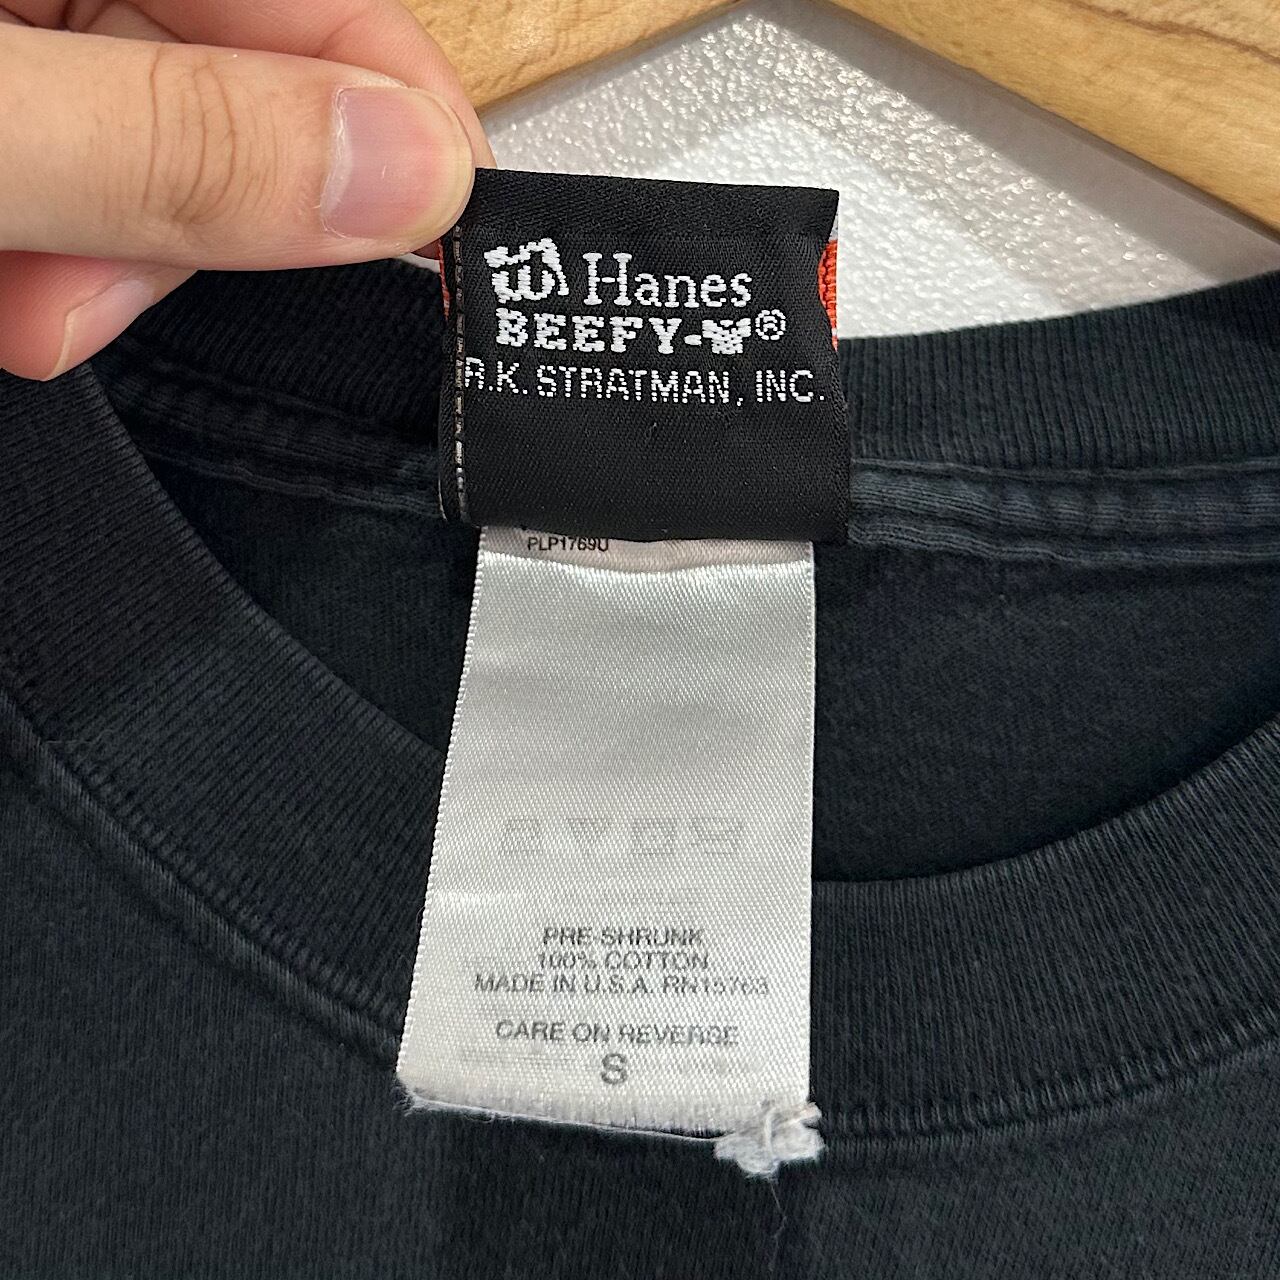 Hanes
BEEFY-T®
R.K. STRATMAN, INC.
PLP1769U
PRE-SHRUNK
100% COTTON
MADE IN U.S.A. RN15763
CARE ON REVERSE
S